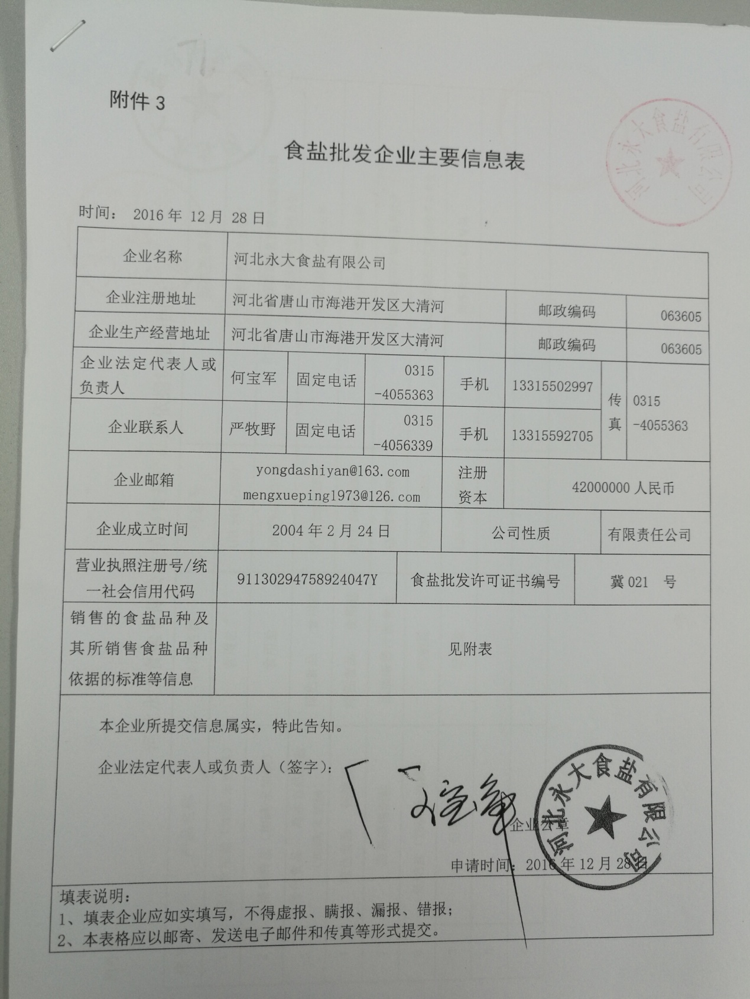 附件 3
河北永大食盐有限公司
食盐批发企业主要信息表
时间： 2016 年 12 月 28 日
企业名称 河北永大食盐有限公司
企业注册地址 河北省唐山市海港开发区大清河 邮政编码 063605
企业生产经营地址 河北省唐山市海港开发区大清河 邮政编码 063605
企业法定代表人或
负责人 何宝军 固定电话 0315
-4055363 手机 13315502997 传
真 0315
-4055363
企业联系人 严牧野 固定电话 0315
-4056339 手机 13315592705
企业邮箱 yongdashiyan@163.com
mengxueping1973@126.com 注册
资本 42000000 人民币
企业成立时间 2004 年 2 月 24 日 公司性质 有限责任公司
营业执照注册号/统
一社会信用代码 91130294758924047Y 食盐批发许可证书编号 冀 021 号
销售的食盐品种及
其所销售食盐品种
依据的标准等信息 见附表
本企业所提交信息属实，特此告知。
企业法定代表人或负责人（签字）：
企业公章
河北永大食盐有限公司
申请时间：2016 年 12 月 28 日
填表说明：
1、填表企业应如实填写，不得虚报、瞒报、漏报、错报；
2、本表格应以邮寄、发送电子邮件和传真等形式提交。